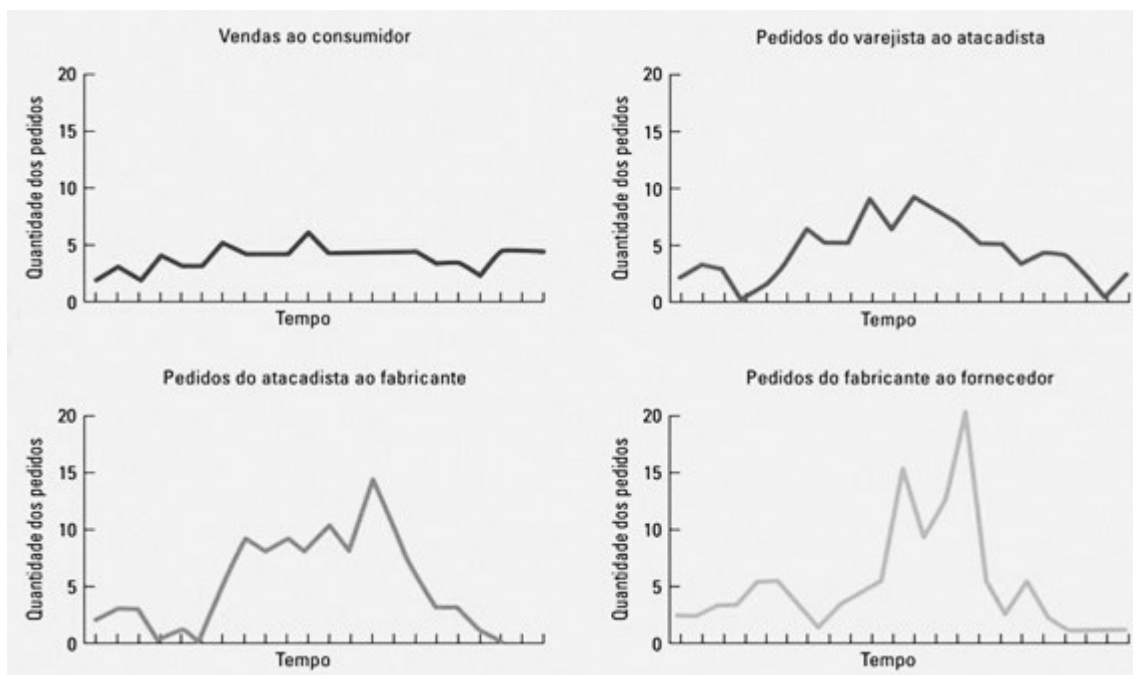 Vendas ao consumidor
Quantidade dos pedidos
20
15
10
5
0
Tempo
Pedidos do varejista ao atacadista
Quantidade dos pedidos
20
15
10
5
0
Tempo
Pedidos do atacadista ao fabricante
Quantidade dos pedidos
20
15
10
5
0
Tempo
Pedidos do fabricante ao fornecedor
Quantidade dos pedidos
20
15
10
5
0
Tempo